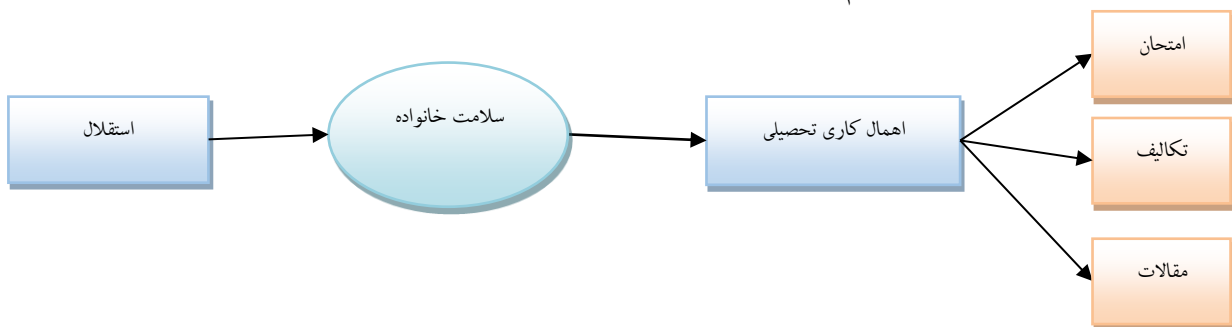 امتحان
استقلال
سلامت خانواده
اهمال کاری تحصیلی
تکالیف
مقالات